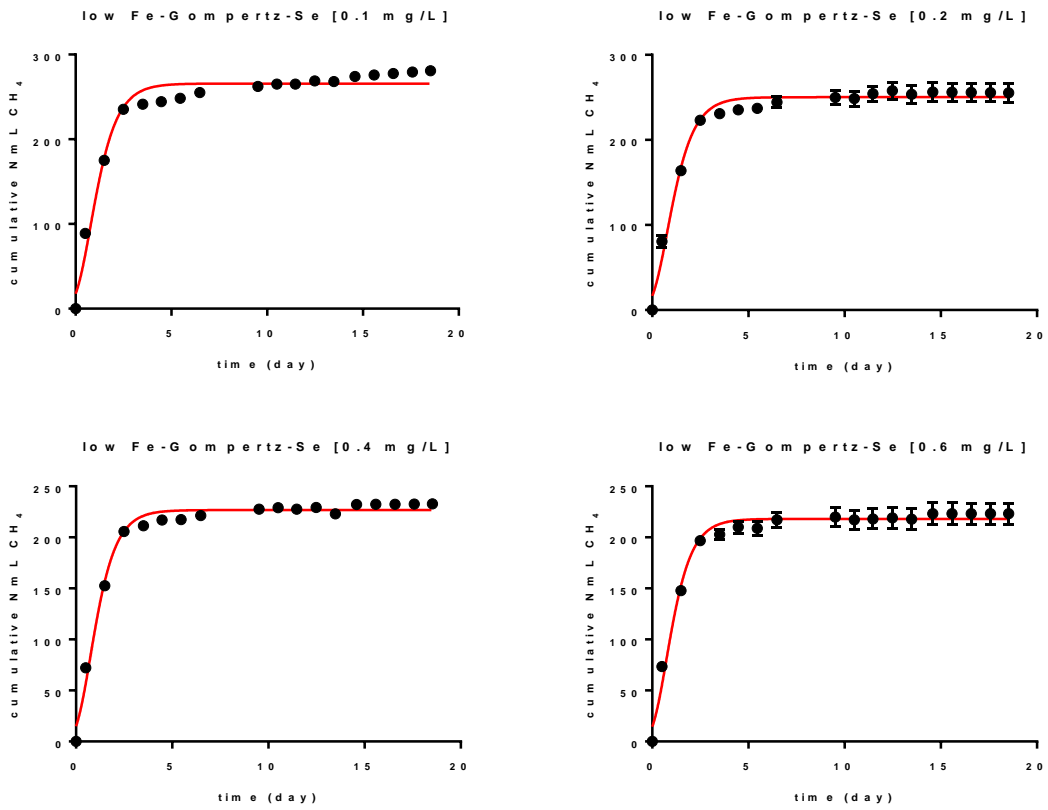 low Fe-Gompertz-Se [0.1 mg/L]
300
200
100
0
cumulative NmL CH₄
0 5 10 15 20
time (day)
low Fe-Gompertz-Se [0.2 mg/L]
300
200
100
0
cumulative NmL CH₄
0 5 10 15 20
time (day)
low Fe-Gompertz-Se [0.4 mg/L]
250
200
150
100
50
0
cumulative NmL CH₄
0 5 10 15 20
time (day)
low Fe-Gompertz-Se [0.6 mg/L]
250
200
150
100
50
0
cumulative NmL CH₄
0 5 10 15 20
time (day)